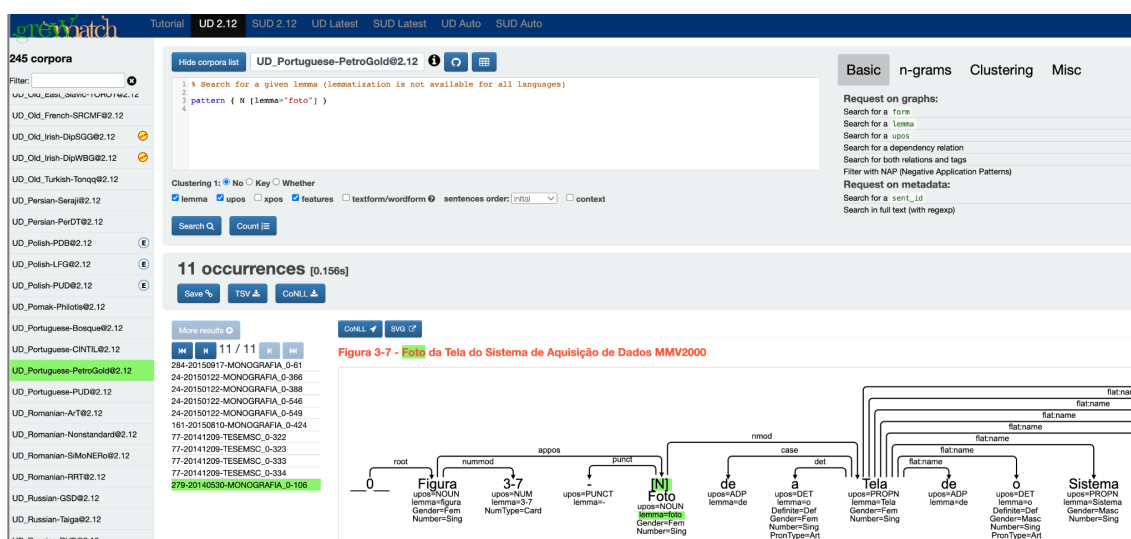 grewmatch
Tutorial UD 2.12 SUD 2.12 UD Latest SUD Latest UD Auto SUD Auto
245 corpora
Filter:
UD_Old_East_Slavic-TOROT@2.12
UD_Old_French-SRCMF@2.12
UD_Old_Irish-DipSGG@2.12
UD_Old_Irish-DipWBG@2.12
UD_Old_Turkish-Tonqq@2.12
UD_Persian-Seraji@2.12
UD_Persian-PerDT@2.12
UD_Polish-PDB@2.12 E
UD_Polish-LFG@2.12 E
UD_Polish-PUD@2.12 E
UD_Pomak-Philotis@2.12
UD_Portuguese-Bosque@2.12
UD_Portuguese-CINTIL@2.12
UD_Portuguese-PetroGold@2.12
UD_Portuguese-PUD@2.12
UD_Romanian-ArT@2.12
UD_Romanian-Nonstandard@2.12
UD_Romanian-SiMoNERo@2.12
UD_Romanian-RRT@2.12
UD_Russian-GSD@2.12
UD_Russian-Taiga@2.12
Hide corpora list UD_Portuguese-PetroGold@2.12
1 % Search for a given lemma (lemmatization is not available for all languages)
2
3 pattern { N [lemma="foto"] }
4
Clustering 1: No Key Whether
lemma upos xpos features textform/wordform sentences order: initial context
Search Count
Basic n-grams Clustering Misc
Request on graphs:
Search for a form
Search for a lemma
Search for a upos
Search for a dependency relation
Search for both relations and tags
Filter with NAP (Negative Application Patterns)
Request on metadata:
Search for a sent_id
Search in full text (with regexp)
11 occurrences [0.156s]
Save TSV CoNLL
More results
11 / 11
284-20150917-MONOGRAFIA_0-61
24-20150122-MONOGRAFIA_0-366
24-20150122-MONOGRAFIA_0-388
24-20150122-MONOGRAFIA_0-546
24-20150122-MONOGRAFIA_0-549
161-20150810-MONOGRAFIA_0-424
77-20141209-TESEMSC_0-322
77-20141209-TESEMSC_0-323
77-20141209-TESEMSC_0-333
77-20141209-TESEMSC_0-334
279-20140530-MONOGRAFIA_0-106
CoNLL SVG
Figura 3-7 - Foto da Tela do Sistema de Aquisição de Dados MMV2000
flat:nam
flat:name
flat:name
nmod flat:name
appos case flat:name
root nummod punct det flat:name
__0__ Figura 3-7 - [N] de a Tela de o Sistema
Foto
upos=NOUN upos=NUM upos=PUNCT upos=NOUN upos=ADP upos=DET upos=PROPN upos=ADP upos=DET upos=PROPN
lemma=figura lemma=3-7 lemma=- lemma=foto lemma=de lemma=o lemma=Tela lemma=de lemma=o lemma=Sistema
Gender=Fem NumType=Card Gender=Fem Definite=Def Gender=Fem Definite=Def Gender=Masc
Number=Sing Number=Sing Gender=Fem Number=Sing Gender=Masc Number=Sing
Number=Sing Number=Sing
PronType=Art PronType=Art